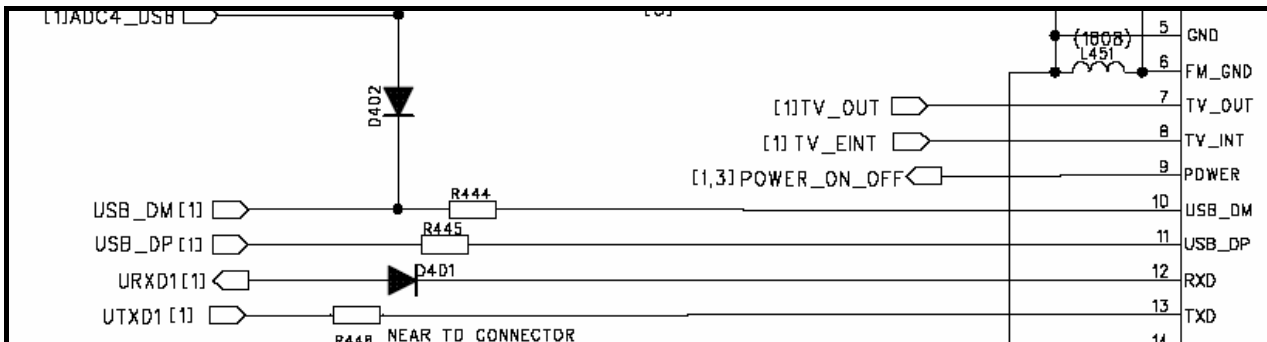 [1]ADC4_USB
5 GND
(1608)
L451
6 FM_GND
D402
[1]TV_OUT 7 TV_OUT
[1] TV_EINT 8 TV_INT
[1,3] POWER_ON_OFF 9 POWER
R444
USB_DM[1] 10 USB_DM
R445
USB_DP[1] 11 USB_DP
URXD1[1] D401 12 RXD
UTXD1[1] 13 TXD
R448 NEAR TO CONNECTOR
14